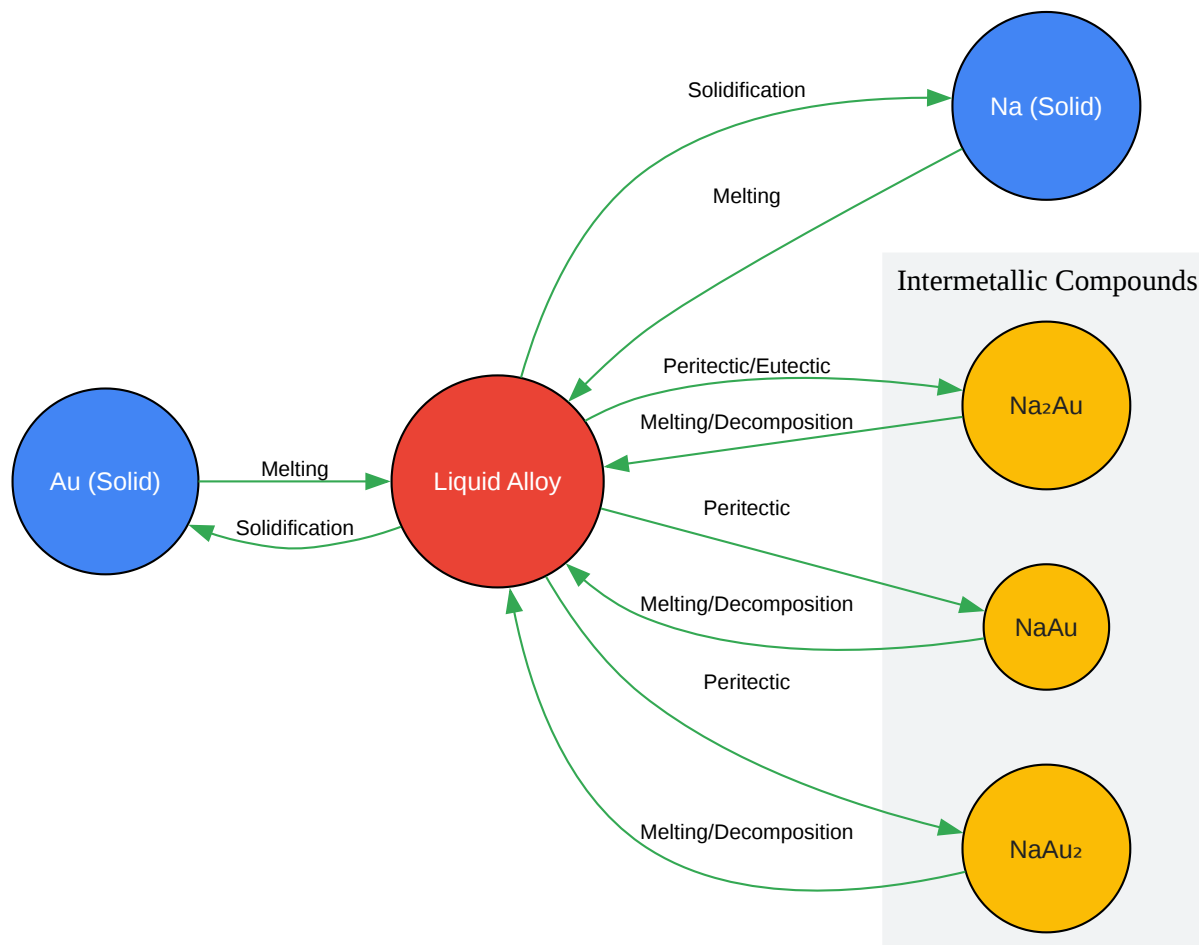 Solidification
Na (Solid)
Melting
Intermetallic Compounds
Peritectic/Eutectic
Na₂Au
Melting/Decomposition
Au (Solid)
Melting
Liquid Alloy
Solidification
Peritectic
Melting/Decomposition
NaAu
Peritectic
Melting/Decomposition
NaAu₂